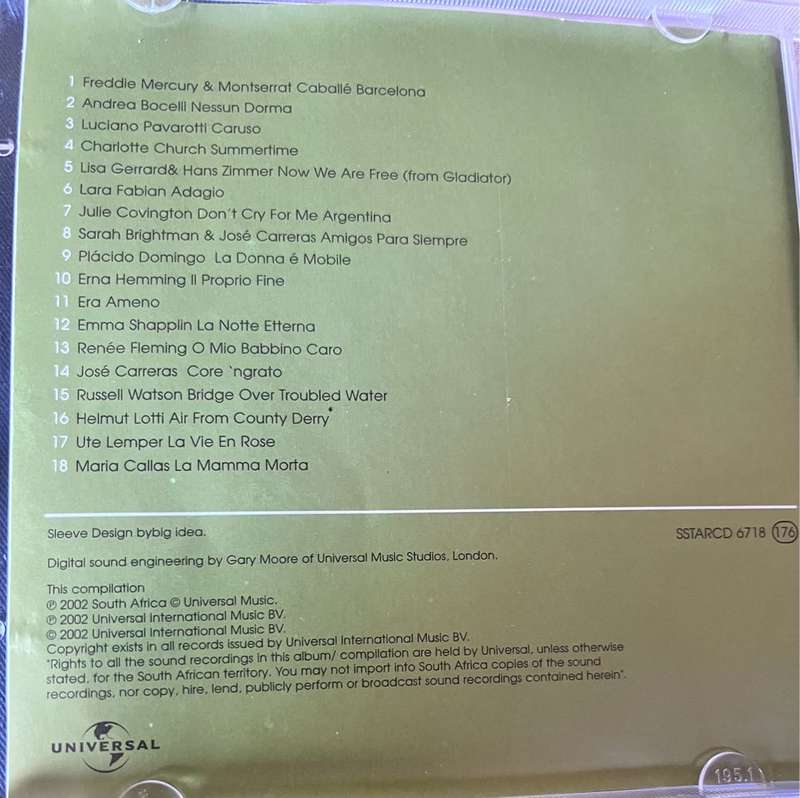 1 Freddie Mercury & Montserrat Caballé Barcelona
2 Andrea Bocelli Nessun Dorma
3 Luciano Pavarotti Caruso
4 Charlotte Church Summertime
5 Lisa Gerrard& Hans Zimmer Now We Are Free (from Gladiator)
6 Lara Fabian Adagio
7 Julie Covington Don´t Cry For Me Argentina
8 Sarah Brightman & José Carreras Amigos Para Siempre
9 Plácido Domingo La Donna é Mobile
10 Erna Hemming Il Proprio Fine
11 Era Ameno
12 Emma Shapplin La Notte Etterna
13 Renée Fleming O Mio Babbino Caro
14 José Carreras Core ‘ngrato
15 Russell Watson Bridge Over Troubled Water
16 Helmut Lotti Air From County Derry*
17 Ute Lemper La Vie En Rose
18 Maria Callas La Mamma Morta
Sleeve Design bybig idea.
SSTARCD 6718 176
Digital sound engineering by Gary Moore of Universal Music Studios, London.
This compilation
℗ 2002 South Africa © Universal Music.
℗ 2002 Universal International Music BV.
© 2002 Universal International Music BV.
Copyright exists in all records issued by Universal International Music BV.
"Rights to all the sound recordings in this album/ compilation are held by Universal, unless otherwise
stated, for the South African territory. You may not import into South Africa copies of the sound
recordings, nor copy, hire, lend, publicly perform or broadcast sound recordings contained herein".
UNIVERSAL
195.1